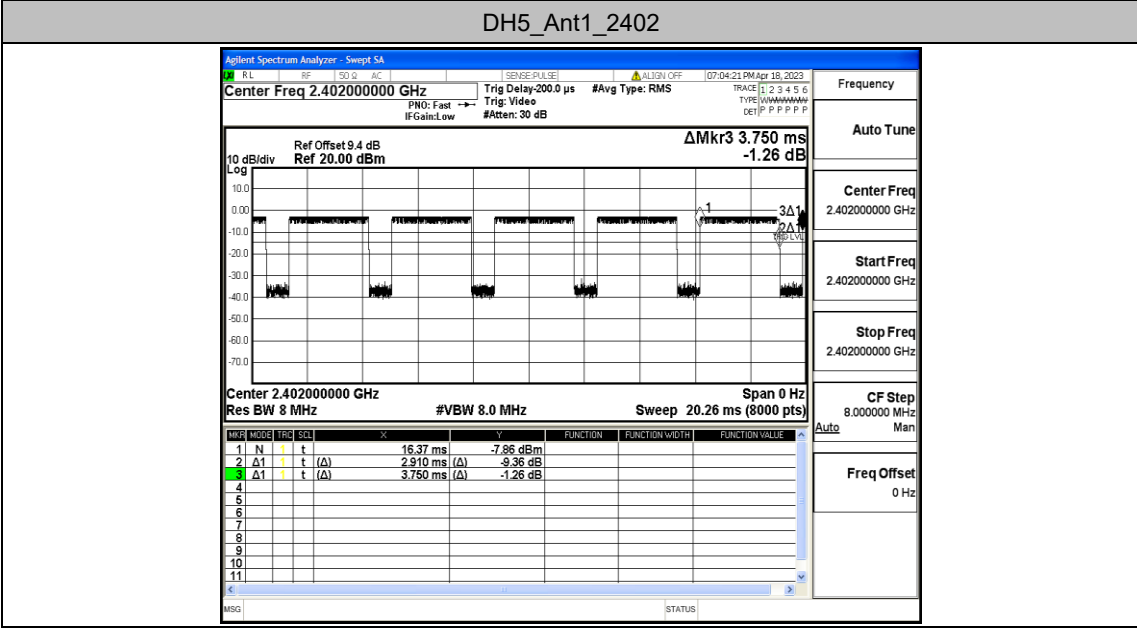 DH5_Ant1_2402
Agilent Spectrum Analyzer - Swept SA
RL RF 50 Ω AC SENSE:PULSE ALIGN OFF 07:04:21 PM Apr 18, 2023
Center Freq 2.402000000 GHz Trig Delay-200.0 µs #Avg Type: RMS TRACE 1 2 3 4 5 6
PNO: Fast Trig: Video TYPE
IFGain:Low #Atten: 30 dB DET P P P P P P
ΔMkr3 3.750 ms
-1.26 dB
Ref Offset 9.4 dB
10 dB/div Ref 20.00 dBm
Log
10.0
0.00
-10.0
-20.0
-30.0
-40.0
-50.0
-60.0
-70.0
1
3Δ1
2Δ1
TRIG LVL
Center 2.402000000 GHz Span 0 Hz
Res BW 8 MHz #VBW 8.0 MHz Sweep 20.26 ms (8000 pts)
MKR MODE TRC SCL X Y FUNCTION FUNCTION WIDTH FUNCTION VALUE
1 N 1 t 16.37 ms -7.86 dBm
2 Δ1 1 t (Δ) 2.910 ms (Δ) -9.36 dB
3 Δ1 1 t (Δ) 3.750 ms (Δ) -1.26 dB
4
5
6
7
8
9
10
11
MSG STATUS
Frequency
Auto Tune
Center Freq
2.402000000 GHz
Start Freq
2.402000000 GHz
Stop Freq
2.402000000 GHz
CF Step
8.000000 MHz
Auto Man
Freq Offset
0 Hz